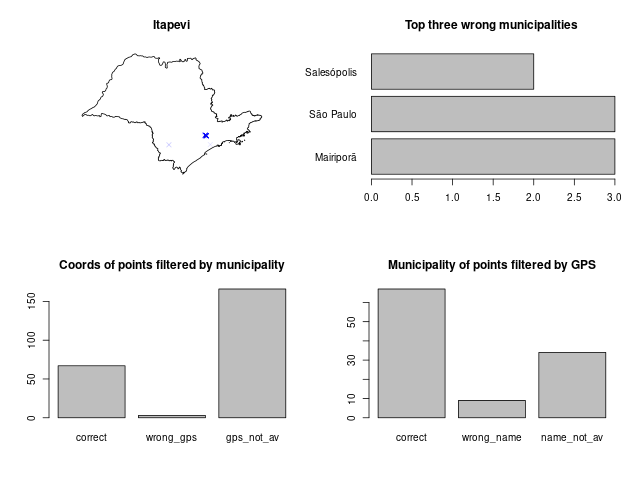 Itapevi
Top three wrong municipalities
Salesópolis
São Paulo
Mairiporã
0.0 0.5 1.0 1.5 2.0 2.5 3.0
Coords of points filtered by municipality
150
100
50
0
correct wrong_gps gps_not_av
Municipality of points filtered by GPS
50
30
10
0
correct wrong_name name_not_av